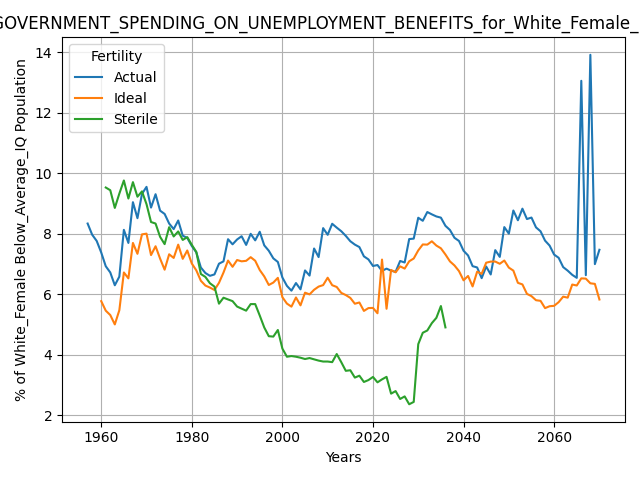 GOVERNMENT_SPENDING_ON_UNEMPLOYMENT_BENEFITS_for_White_Female_
Fertility
Actual
Ideal
Sterile
% of White_Female Below_Average_IQ Population
14
12
10
8
6
4
2
1960 1980 2000 2020 2040 2060
Years